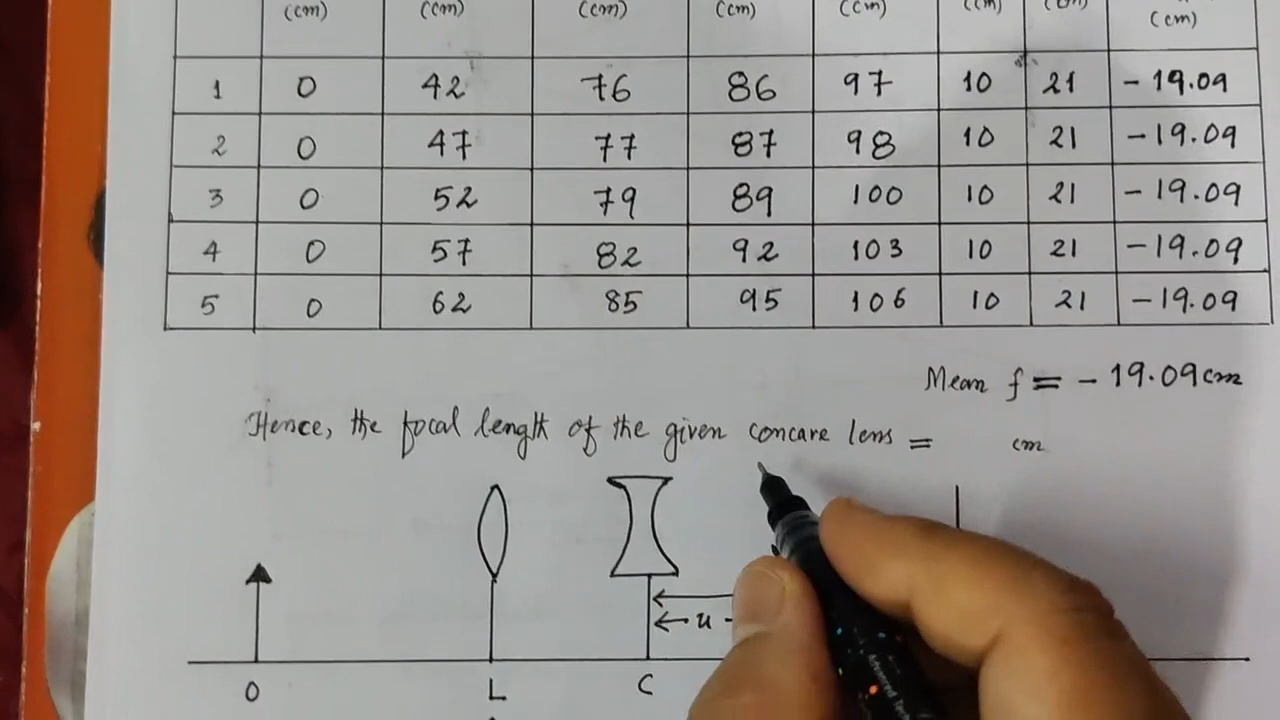 (cm) (cm) (cm) (cm) (cm) (cm) (cm) (cm)
1 0 42 76 86 97 10 21 - 19.09
2 0 47 77 87 98 10 21 - 19.09
3 0 52 79 89 100 10 21 - 19.09
4 0 57 82 92 103 10 21 - 19.09
5 0 62 85 95 106 10 21 - 19.09
Mean f = - 19.09 cm
Hence, the focal length of the given concave lens = cm
u
O L C